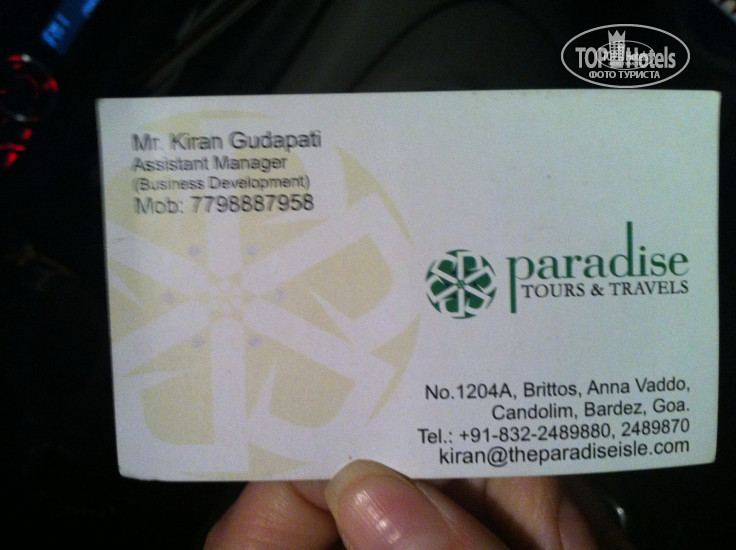 TOP Hotels
ФОТО ТУРИСТА
Mr. Kiran Gudapati
Assistant Manager
(Business Development)
Mob: 7798887958
paradise
TOURS & TRAVELS
No.1204A, Brittos, Anna Vaddo,
Candolim, Bardez, Goa.
Tel.: +91-832-2489880, 2489870
kiran@theparadiseisle.com